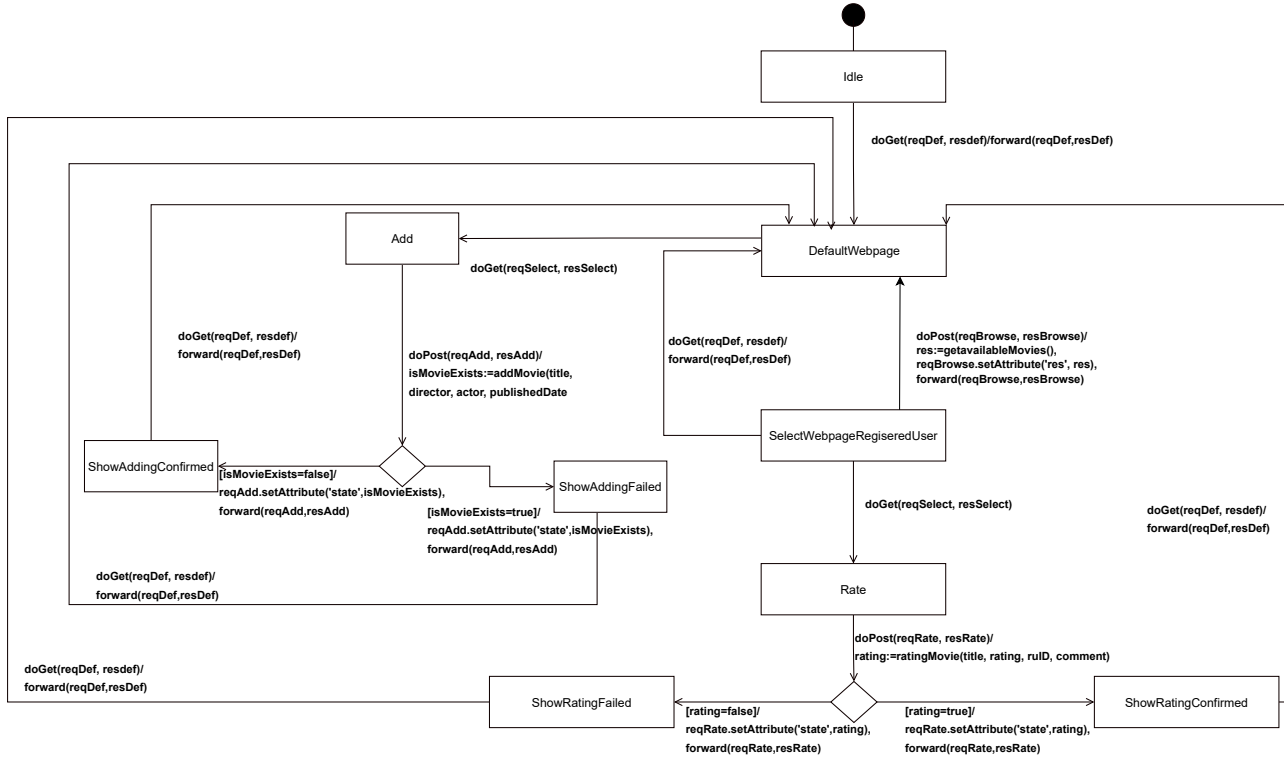 Idle
doGet(reqDef, resdef)/forward(reqDef,resDef)
Add
DefaultWebpage
doGet(reqSelect, resSelect)
doGet(reqDef, resdef)/
forward(reqDef,resDef)
doPost(reqAdd, resAdd)/
isMovieExists:=addMovie(title,
director, actor, publishedDate
doGet(reqDef, resdef)/
forward(reqDef,resDef)
doPost(reqBrowse, resBrowse)/
res:=getavailableMovies(),
reqBrowse.setAttribute('res', res),
forward(reqBrowse,resBrowse)
SelectWebpageRegiseredUser
ShowAddingConfirmed
[isMovieExists=false]/
reqAdd.setAttribute('state',isMovieExists),
forward(reqAdd,resAdd)
ShowAddingFailed
[isMovieExists=true]/
reqAdd.setAttribute('state',isMovieExists),
forward(reqAdd,resAdd)
doGet(reqSelect, resSelect)
doGet(reqDef, resdef)/
forward(reqDef,resDef)
doGet(reqDef, resdef)/
forward(reqDef,resDef)
Rate
doPost(reqRate, resRate)/
rating:=ratingMovie(title, rating, ruID, comment)
doGet(reqDef, resdef)/
forward(reqDef,resDef)
ShowRatingFailed
[rating=false]/
reqRate.setAttribute('state',rating),
forward(reqRate,resRate)
[rating=true]/
reqRate.setAttribute('state',rating),
forward(reqRate,resRate)
ShowRatingConfirmed